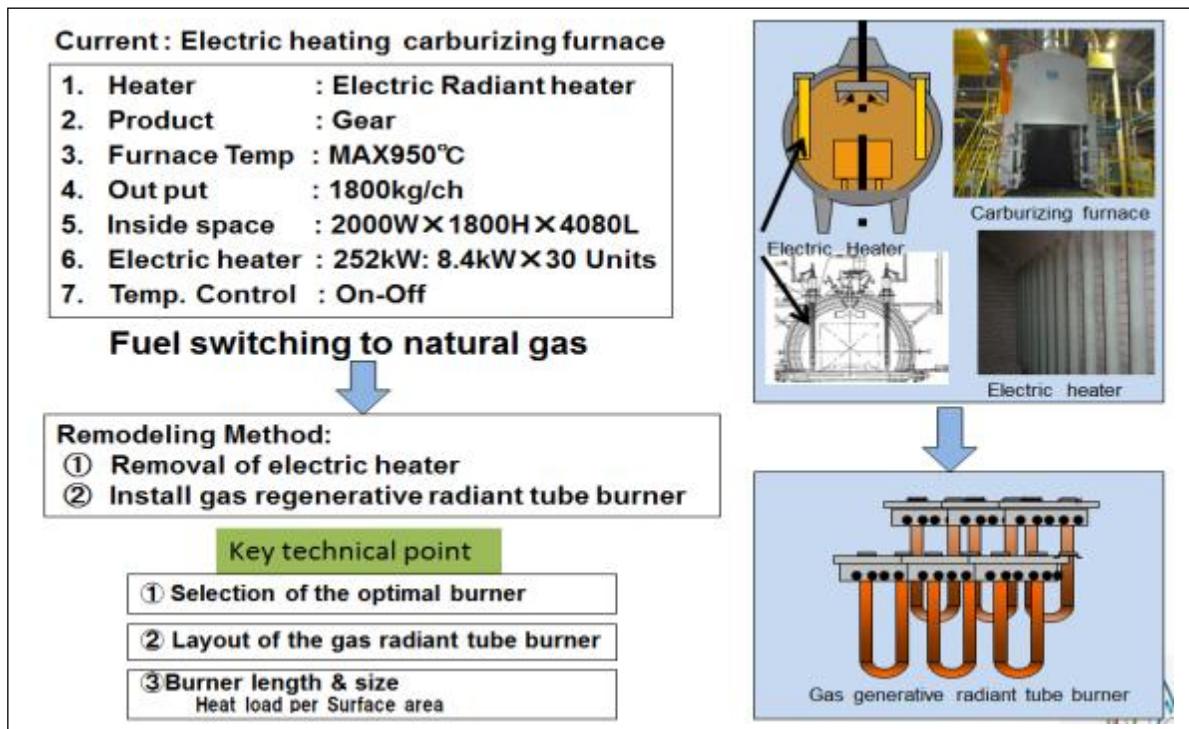 Current : Electric heating carburizing furnace
1. Heater : Electric Radiant heater
2. Product : Gear
3. Furnace Temp : MAX950℃
4. Out put : 1800kg/ch
5. Inside space : 2000W×1800H×4080L
6. Electric heater : 252kW: 8.4kW×30 Units
7. Temp. Control : On-Off
Fuel switching to natural gas
Remodeling Method:
① Removal of electric heater
② Install gas regenerative radiant tube burner
Key technical point
① Selection of the optimal burner
② Layout of the gas radiant tube burner
③Burner length & size
Heat load per Surface area
Carburizing furnace
Electric Heater
Electric heater
Gas generative radiant tube burner